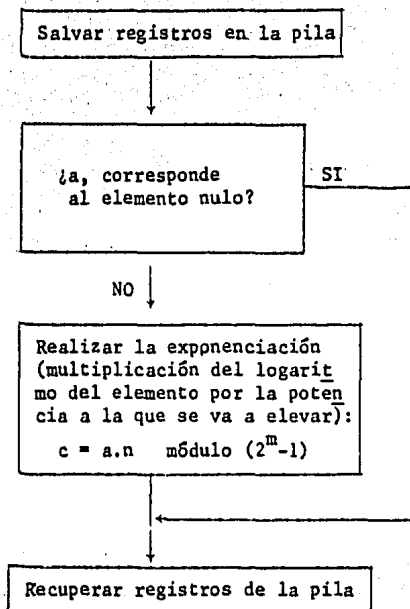 Salvar registros en la pila
¿a, corresponde
al elemento nulo?
SI
NO
Realizar la expponenciación
(multiplicación del logarit
mo del elemento por la poten
cia a la que se va a elevar):
c = a.n módulo (2^m-1)
Recuperar registros de la pila